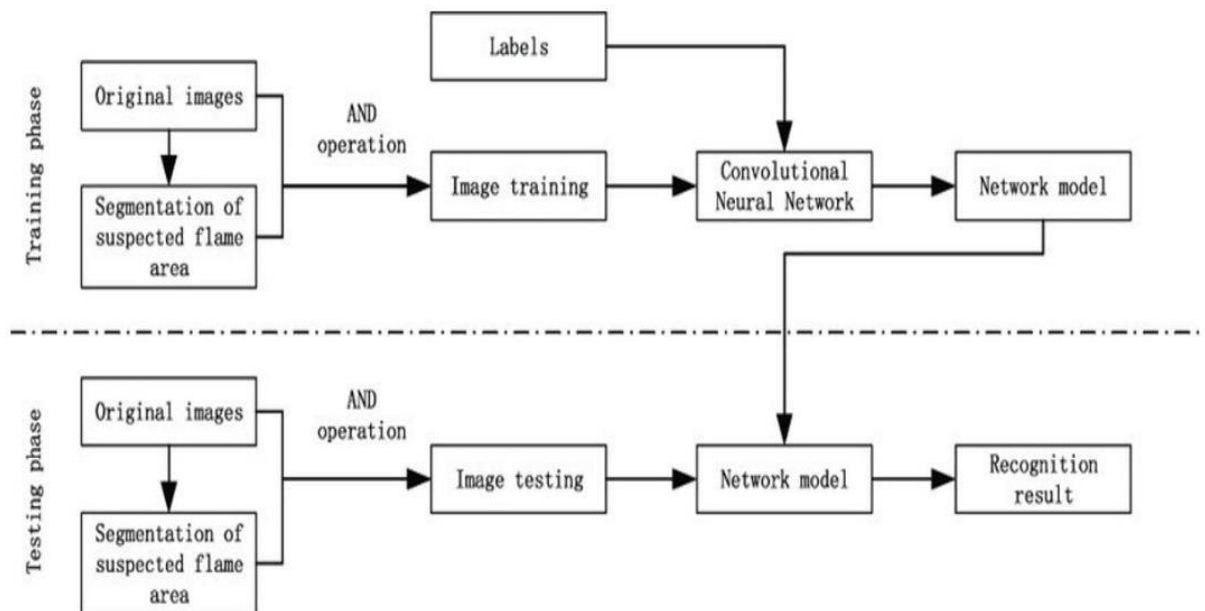 Training phase
Labels
Original images
AND
operation
Segmentation of
suspected flame
area
Image training
Convolutional
Neural Network
Network model
Testing phase
Original images
AND
operation
Segmentation of
suspected flame
area
Image testing
Network model
Recognition
result